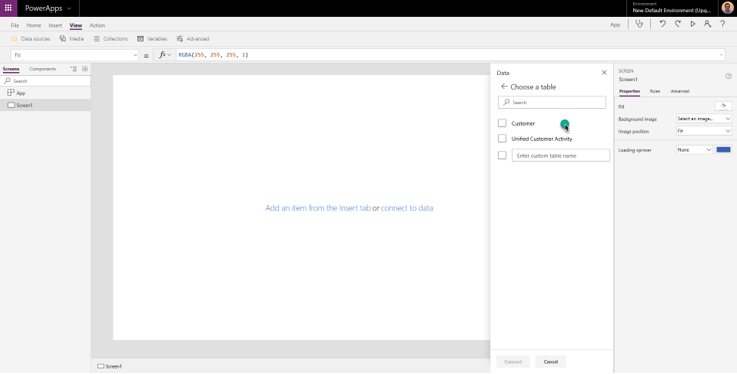 PowerApps
Environment
New Default Environment (Upg...
File Home Insert View Action
App
Data sources Media Collections Variables Advanced
Fill = fx RGBA(255, 255, 255, 1)
Screens Components
Search
App
Screen1
Add an item from the Insert tab or connect to data
Screen1
Data
Choose a table
Search
Customer
Unified Customer Activity
Enter custom table name
Connect Cancel
SCREEN
Screen1
Properties Rules Advanced
Fill
Background image Select an image...
Image position Fit
Loading spinner None